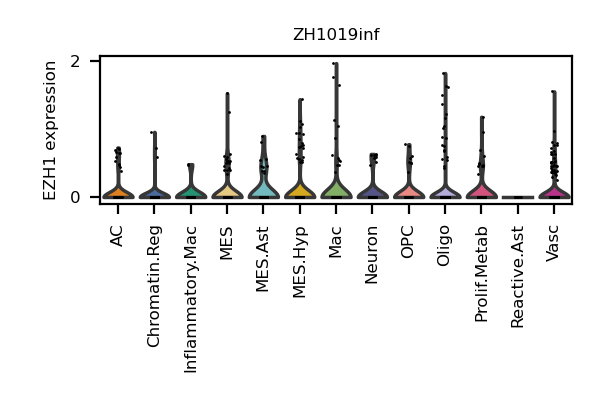 ZH1019inf
EZH1 expression
2
0
AC
Chromatin.Reg
Inflammatory.Mac
MES
MES.Ast
MES.Hyp
Mac
Neuron
OPC
Oligo
Prolif.Metab
Reactive.Ast
Vasc